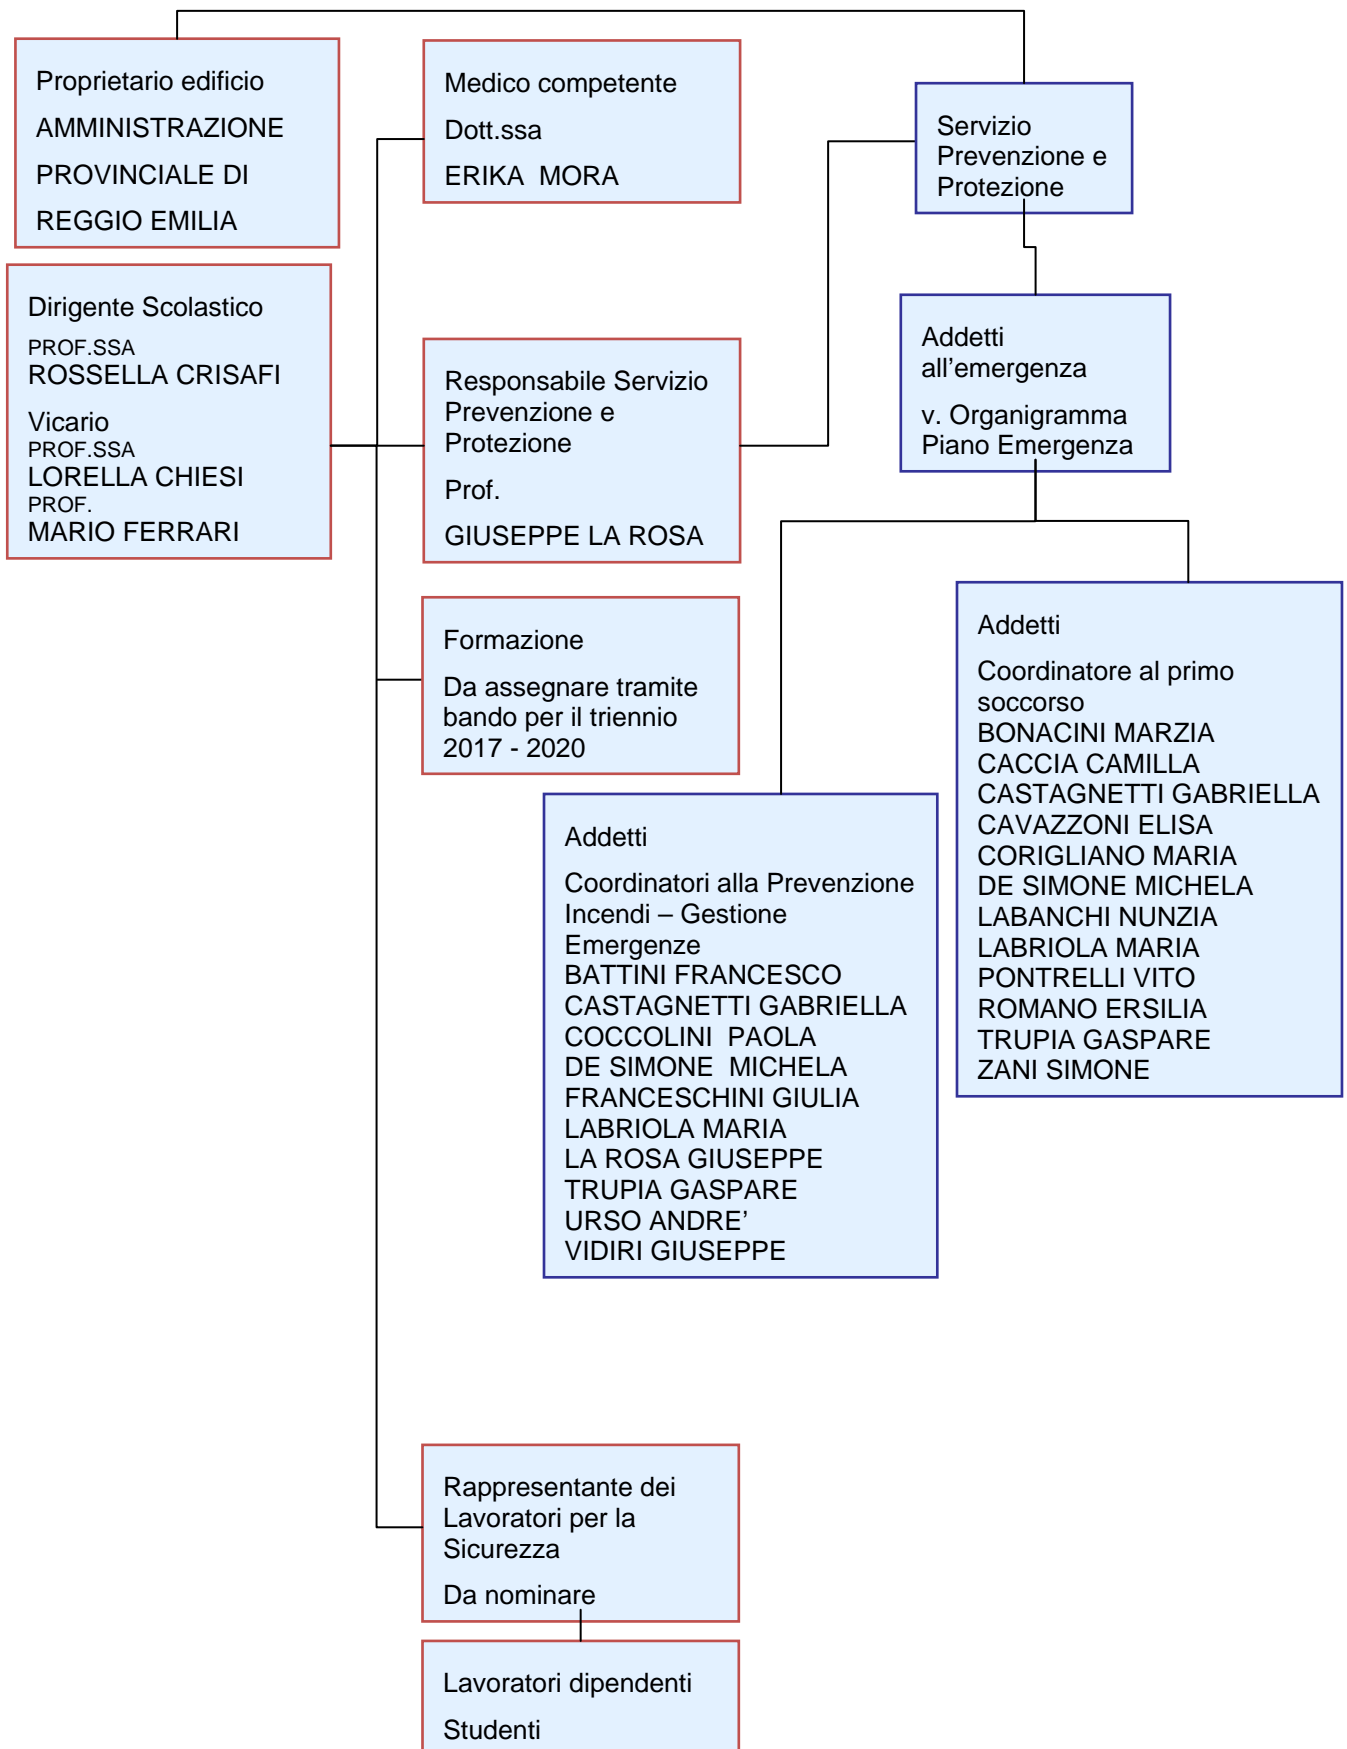 Proprietario edificio
AMMINISTRAZIONE
PROVINCIALE DI
REGGIO EMILIA
Medico competente
Dott.ssa
ERIKA  MORA
Servizio
Prevenzione e
Protezione
Dirigente Scolastico
PROF.SSA
ROSSELLA CRISAFI
Vicario
PROF.SSA
LORELLA CHIESI
PROF.
MARIO FERRARI
Responsabile Servizio
Prevenzione e
Protezione
Prof.
GIUSEPPE LA ROSA
Addetti
all’emergenza
v. Organigramma
Piano Emergenza
Formazione
Da assegnare tramite
bando per il triennio
2017 - 2020
Addetti
Coordinatori alla Prevenzione
Incendi – Gestione
Emergenze
BATTINI FRANCESCO
CASTAGNETTI GABRIELLA
COCCOLINI  PAOLA
DE SIMONE  MICHELA
FRANCESCHINI GIULIA
LABRIOLA MARIA
LA ROSA GIUSEPPE
TRUPIA GASPARE
URSO ANDRE’
VIDIRI GIUSEPPE
Addetti
Coordinatore al primo
soccorso
BONACINI MARZIA
CACCIA CAMILLA
CASTAGNETTI GABRIELLA
CAVAZZONI ELISA
CORIGLIANO MARIA
DE SIMONE MICHELA
LABANCHI NUNZIA
LABRIOLA MARIA
PONTRELLI VITO
ROMANO ERSILIA
TRUPIA GASPARE
ZANI SIMONE
Rappresentante dei
Lavoratori per la
Sicurezza
Da nominare
Lavoratori dipendenti
Studenti